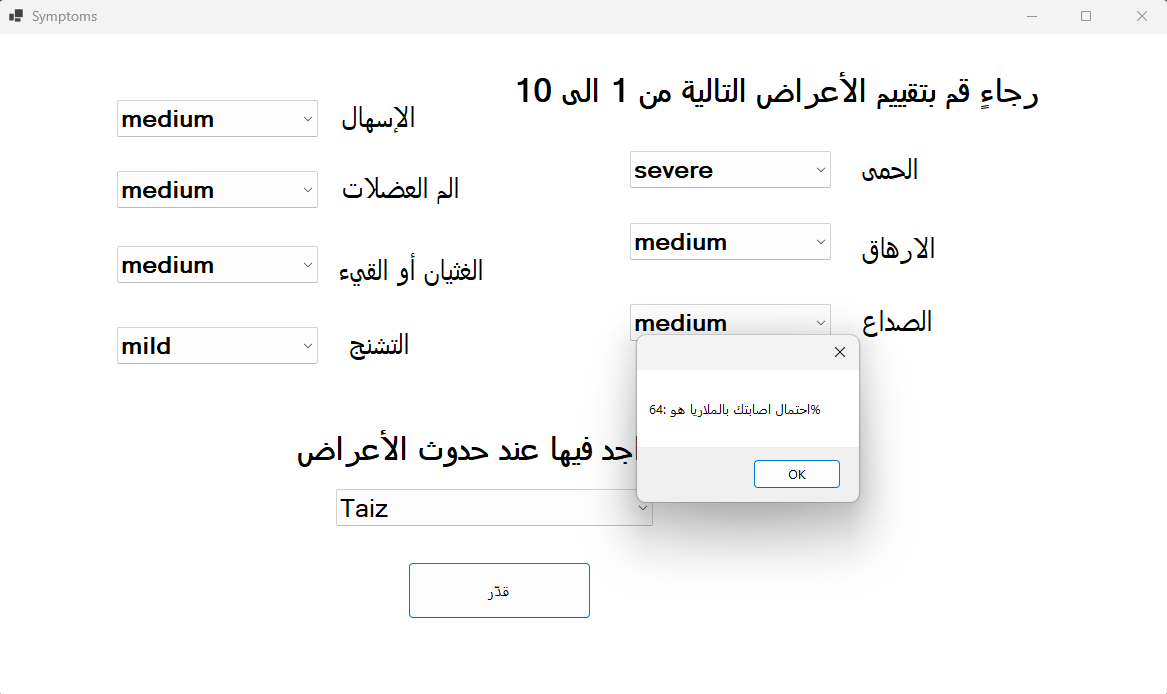 Symptoms
رجاءٍ قم بتقييم الأعراض التالية من 1 الى 10
الحمى
severe
الارهاق
medium
الصداع
medium
الإسهال
medium
الم العضلات
medium
الغثيان أو القيء
medium
التشنج
mild
فيها عند حدوث الأعراض
Taiz
قدّر
احتمال اصابتك بالملاريا هو :64%
OK